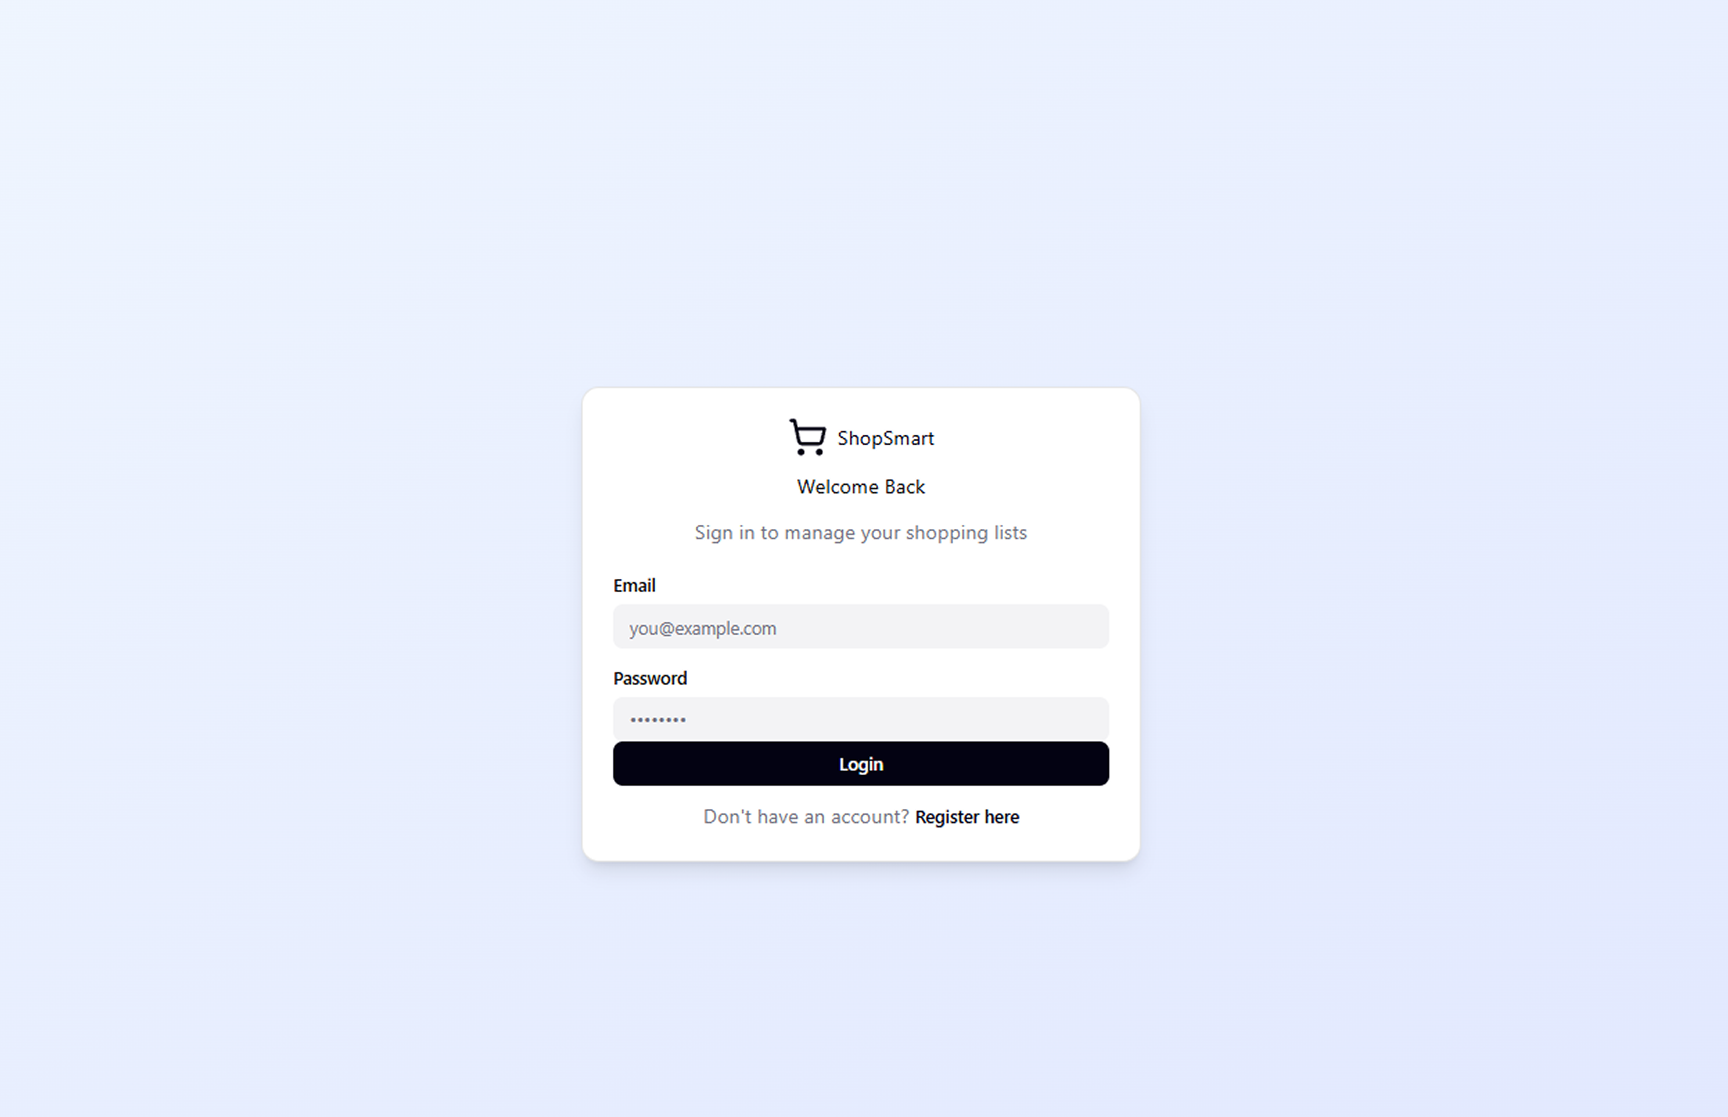 ShopSmart
Welcome Back
Sign in to manage your shopping lists
Email
you@example.com
Password
••••••••
Login
Don't have an account? Register here